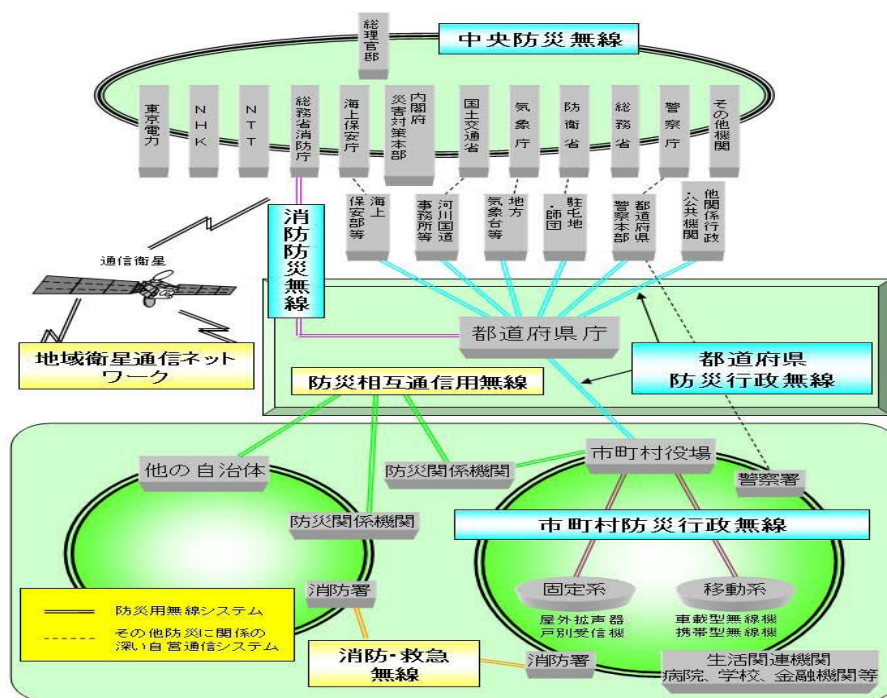 総理官邸
中央防災無線
東京電力
NHK
NTT
総務省消防庁
海上保安庁
内閣府
災害対策本部
国土交通省
気象庁
防衛省
総務省
警察庁
その他機関
海上
保安部等
河川国道
事務所等
地方
気象台等
駐屯地
・師団
都道府県
警察本部
他関係行政
・公共機関
消防防災無線
通信衛星
地域衛星通信ネット
ワーク
都道府県庁
都道府県
防災行政無線
防災相互通信用無線
他の自治体
防災関係機関
市町村役場
警察署
防災関係機関
市町村防災行政無線
消防署
固定系
移動系
屋外拡声器
戸別受信機
車載型無線機
携帯型無線機
防災用無線システム
その他防災に関係の
深い自営通信システム
消防・救急
無線
消防署
生活関連機関
病院、学校、金融機関等